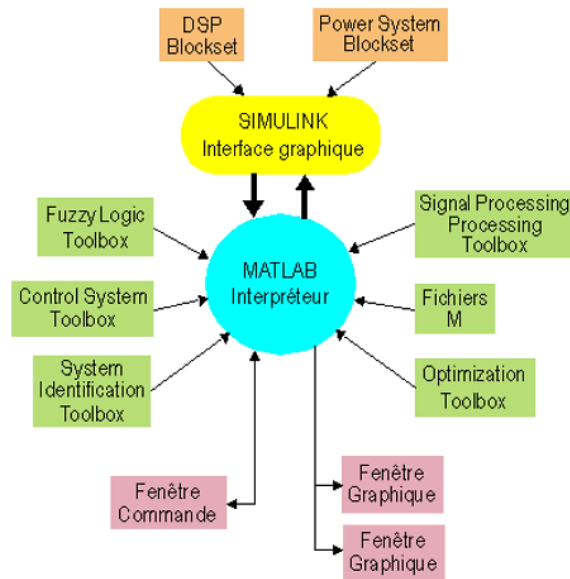 DSP
Blockset
Power System
Blockset
SIMULINK
Interface graphique
Fuzzy Logic
Toolbox
Signal Processing
Processing
Toolbox
MATLAB
Interpréteur
Control System
Toolbox
Fichiers
M
System
Identification
Toolbox
Optimization
Toolbox
Fenêtre
Commande
Fenêtre
Graphique
Fenêtre
Graphique